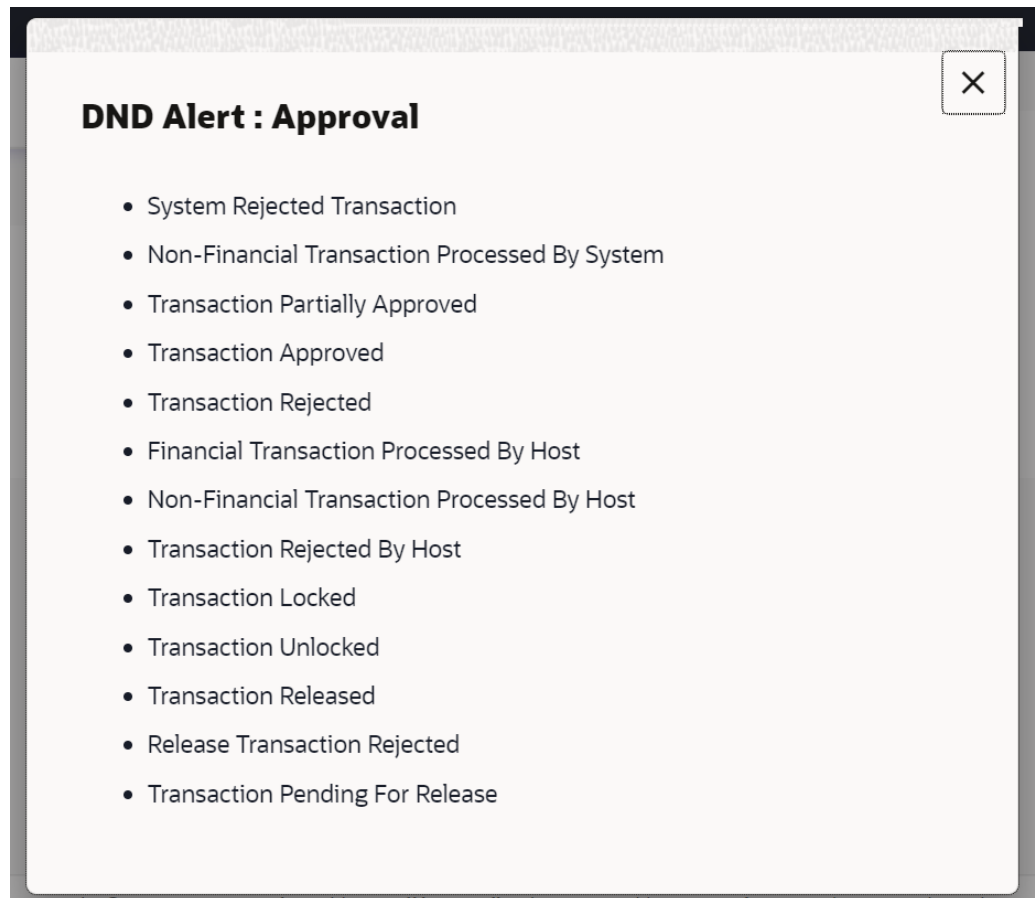 DND Alert : Approval
• System Rejected Transaction
• Non-Financial Transaction Processed By System
• Transaction Partially Approved
• Transaction Approved
• Transaction Rejected
• Financial Transaction Processed By Host
• Non-Financial Transaction Processed By Host
• Transaction Rejected By Host
• Transaction Locked
• Transaction Unlocked
• Transaction Released
• Release Transaction Rejected
• Transaction Pending For Release